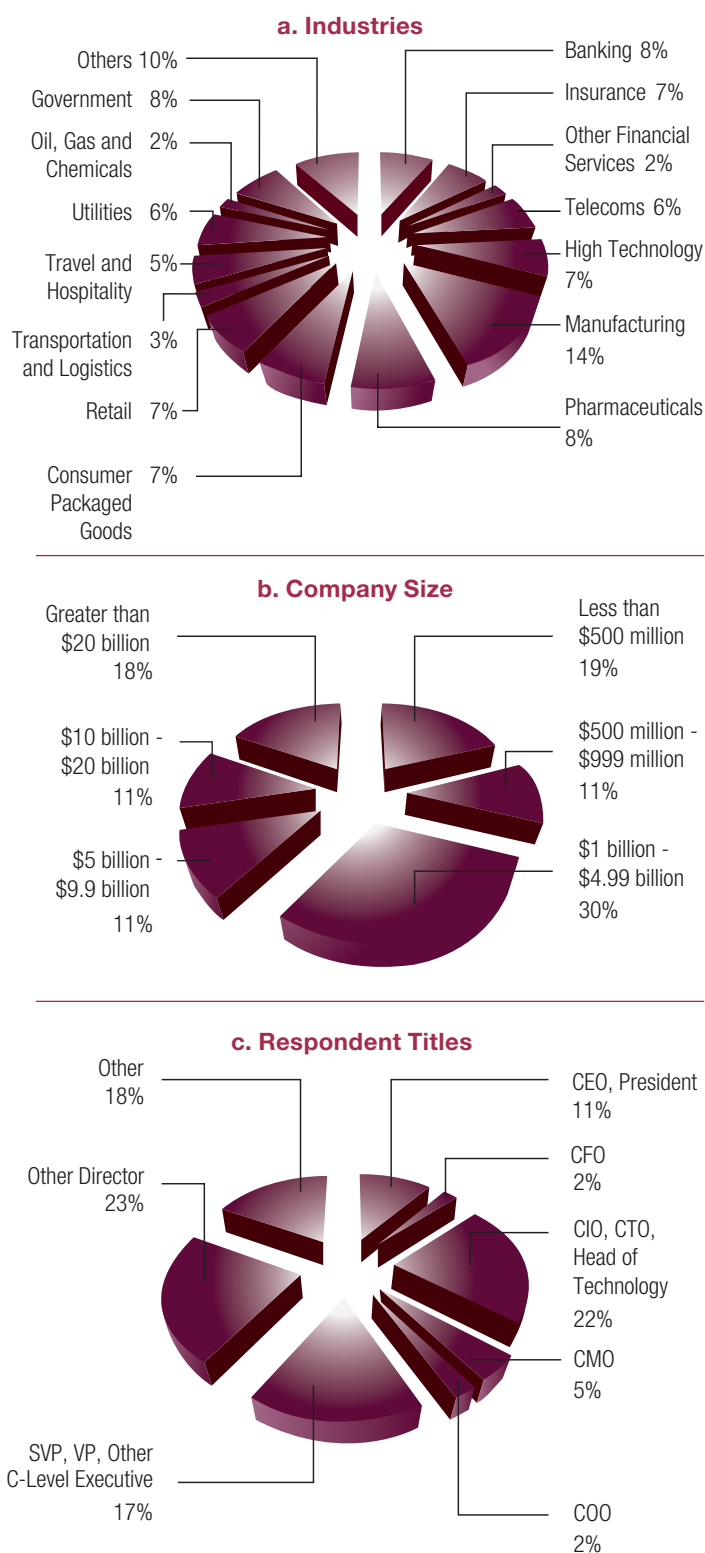 a. Industries
Others 10%
Government 8%
Oil, Gas and 2%
Chemicals
Utilities 6%
Travel and 5%
Hospitality
Transportation 3%
and Logistics
Retail 7%
Consumer 7%
Packaged
Goods
Banking 8%
Insurance 7%
Other Financial
Services 2%
Telecoms 6%
High Technology
7%
Manufacturing
14%
Pharmaceuticals
8%
b. Company Size
Greater than
$20 billion
18%
$10 billion -
$20 billion
11%
$5 billion -
$9.9 billion
11%
Less than
$500 million
19%
$500 million -
$999 million
11%
$1 billion -
$4.99 billion
30%
c. Respondent Titles
Other
18%
Other Director
23%
SVP, VP, Other
C-Level Executive
17%
CEO, President
11%
CFO
2%
CIO, CTO,
Head of
Technology
22%
CMO
5%
COO
2%